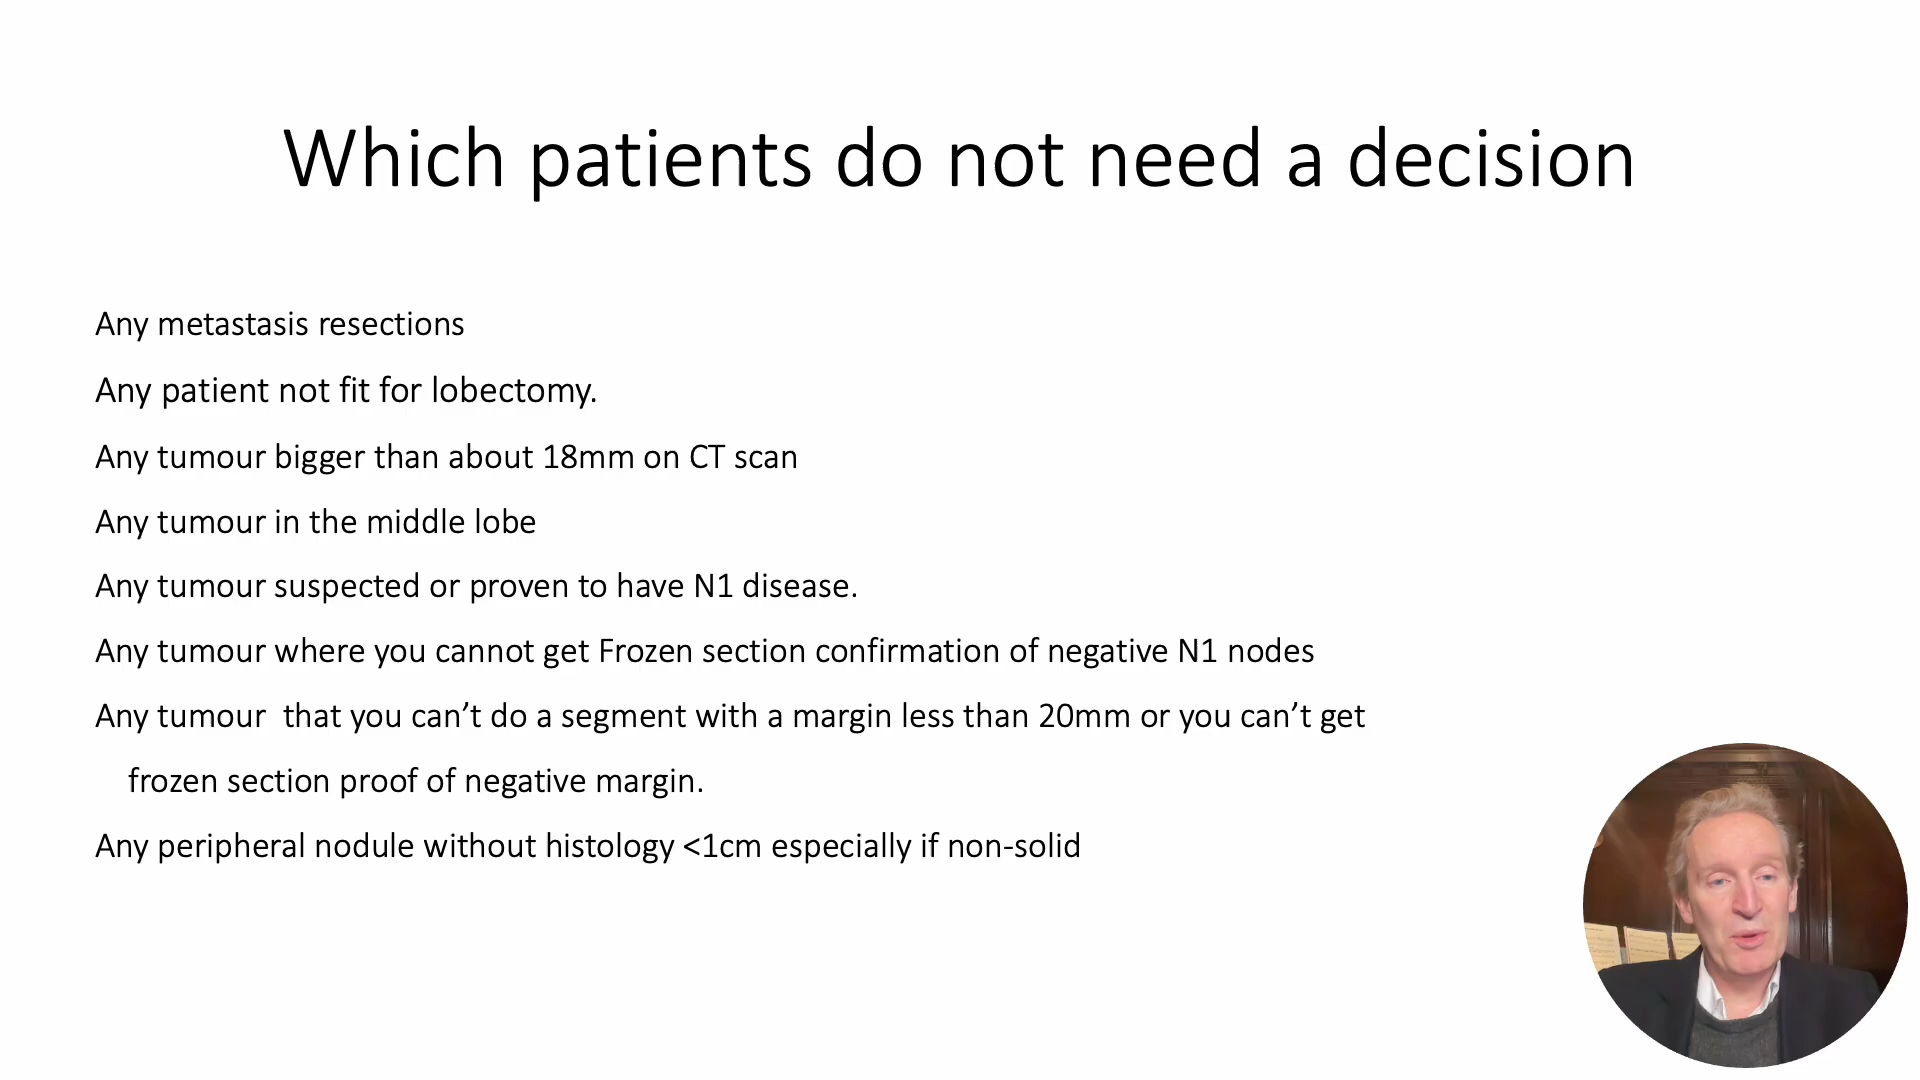 Which patients do not need a decision
Any metastasis resections
Any patient not fit for lobectomy.
Any tumour bigger than about 18mm on CT scan
Any tumour in the middle lobe
Any tumour suspected or proven to have N1 disease.
Any tumour where you cannot get Frozen section confirmation of negative N1 nodes
Any tumour  that you can’t do a segment with a margin less than 20mm or you can’t get
frozen section proof of negative margin.
Any peripheral nodule without histology <1cm especially if non-solid